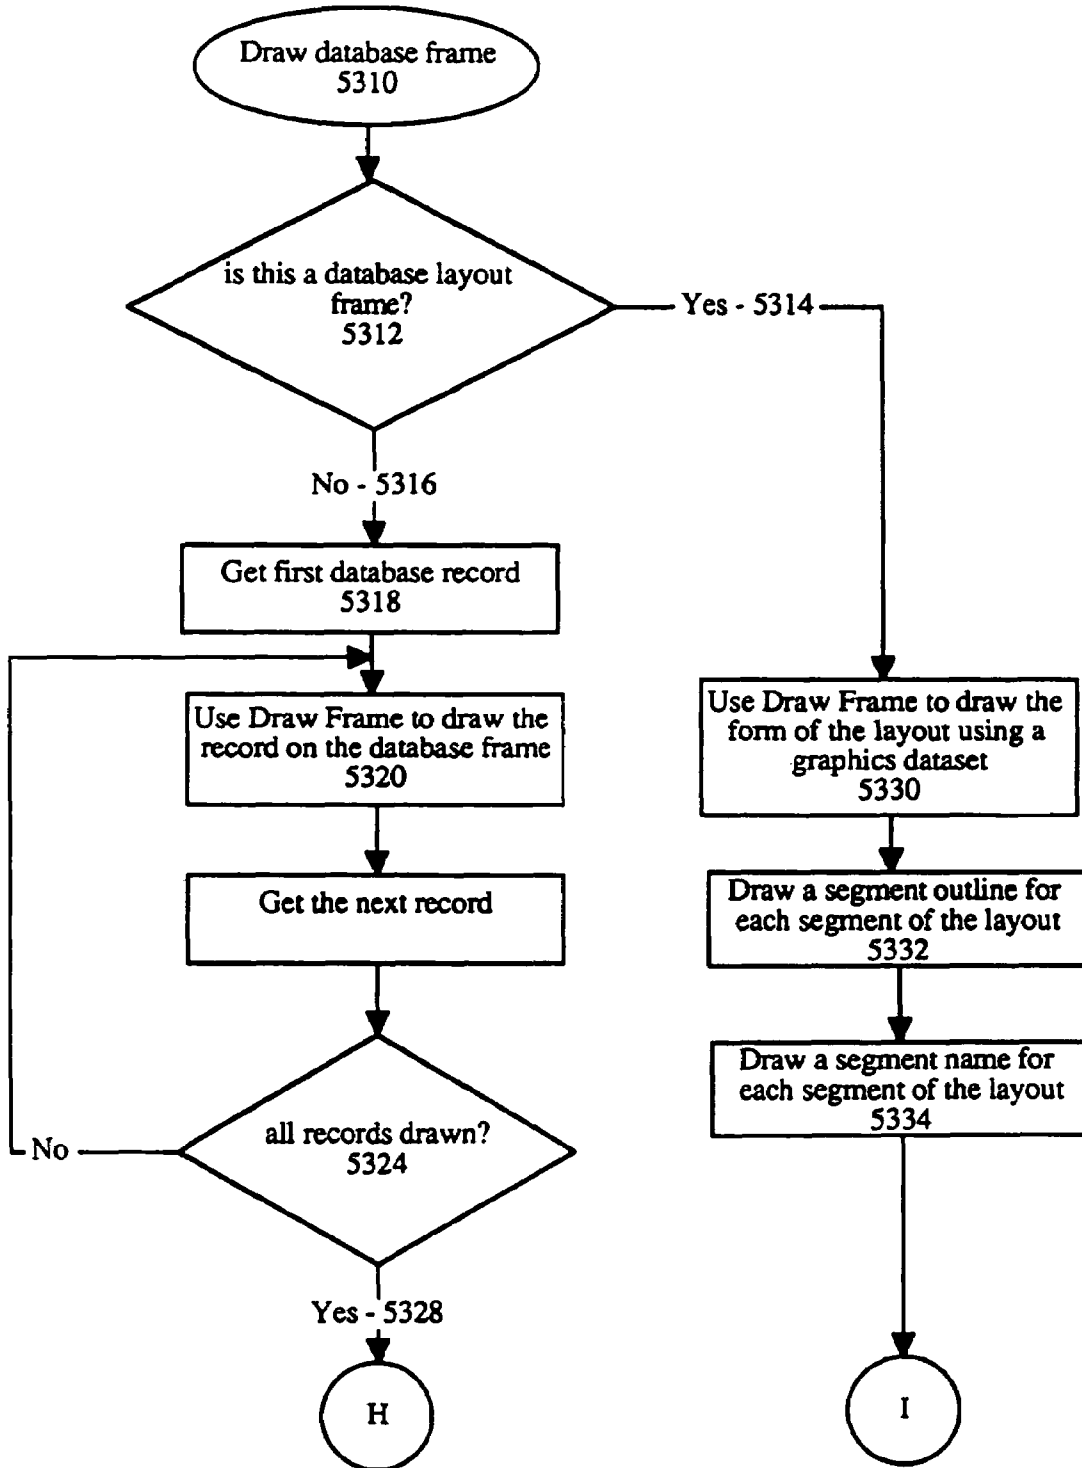 Draw database frame
5310
is this a database layout
frame?
5312
Yes - 5314
No - 5316
Get first database record
5318
Use Draw Frame to draw the
record on the database frame
5320
Get the next record
all records drawn?
5324
No
Yes - 5328
H
Use Draw Frame to draw the
form of the layout using a
graphics dataset
5330
Draw a segment outline for
each segment of the layout
5332
Draw a segment name for
each segment of the layout
5334
I